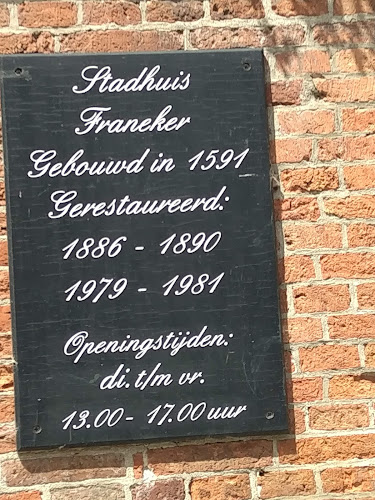 Stadhuis
Franeker
Gebouwd in 1591
Gerestaureerd:
1886 - 1890
1979 - 1981
Openingstijden:
di. t/m vr.
13.00 - 17.00 uur